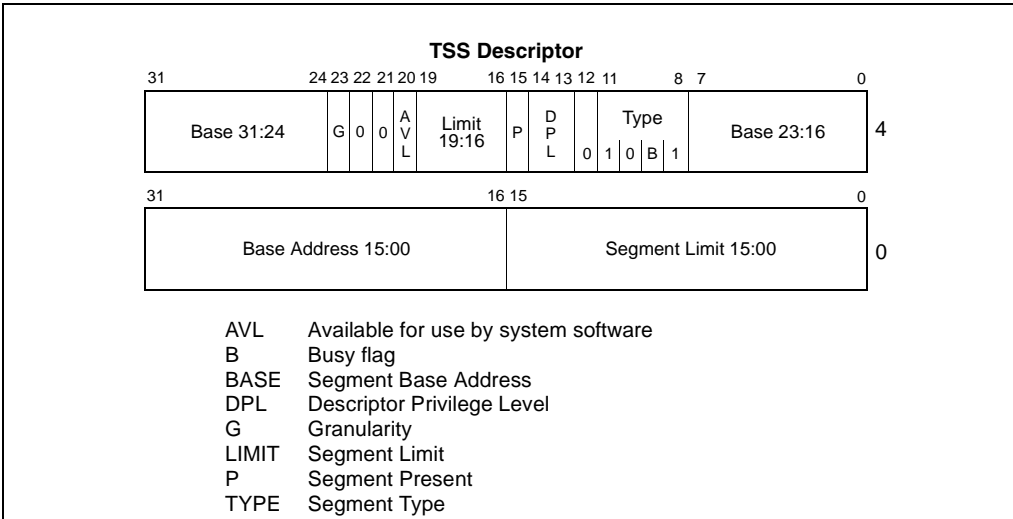 TSS Descriptor
31 24 23 22 21 20 19 16 15 14 13 12 11 8 7 0
Base 31:24 G 0 0 AVL Limit 19:16 P DPL 0 Type 1 0 B 1 Base 23:16 4
31 16 15 0
Base Address 15:00 Segment Limit 15:00 0
AVL Available for use by system software
B Busy flag
BASE Segment Base Address
DPL Descriptor Privilege Level
G Granularity
LIMIT Segment Limit
P Segment Present
TYPE Segment Type